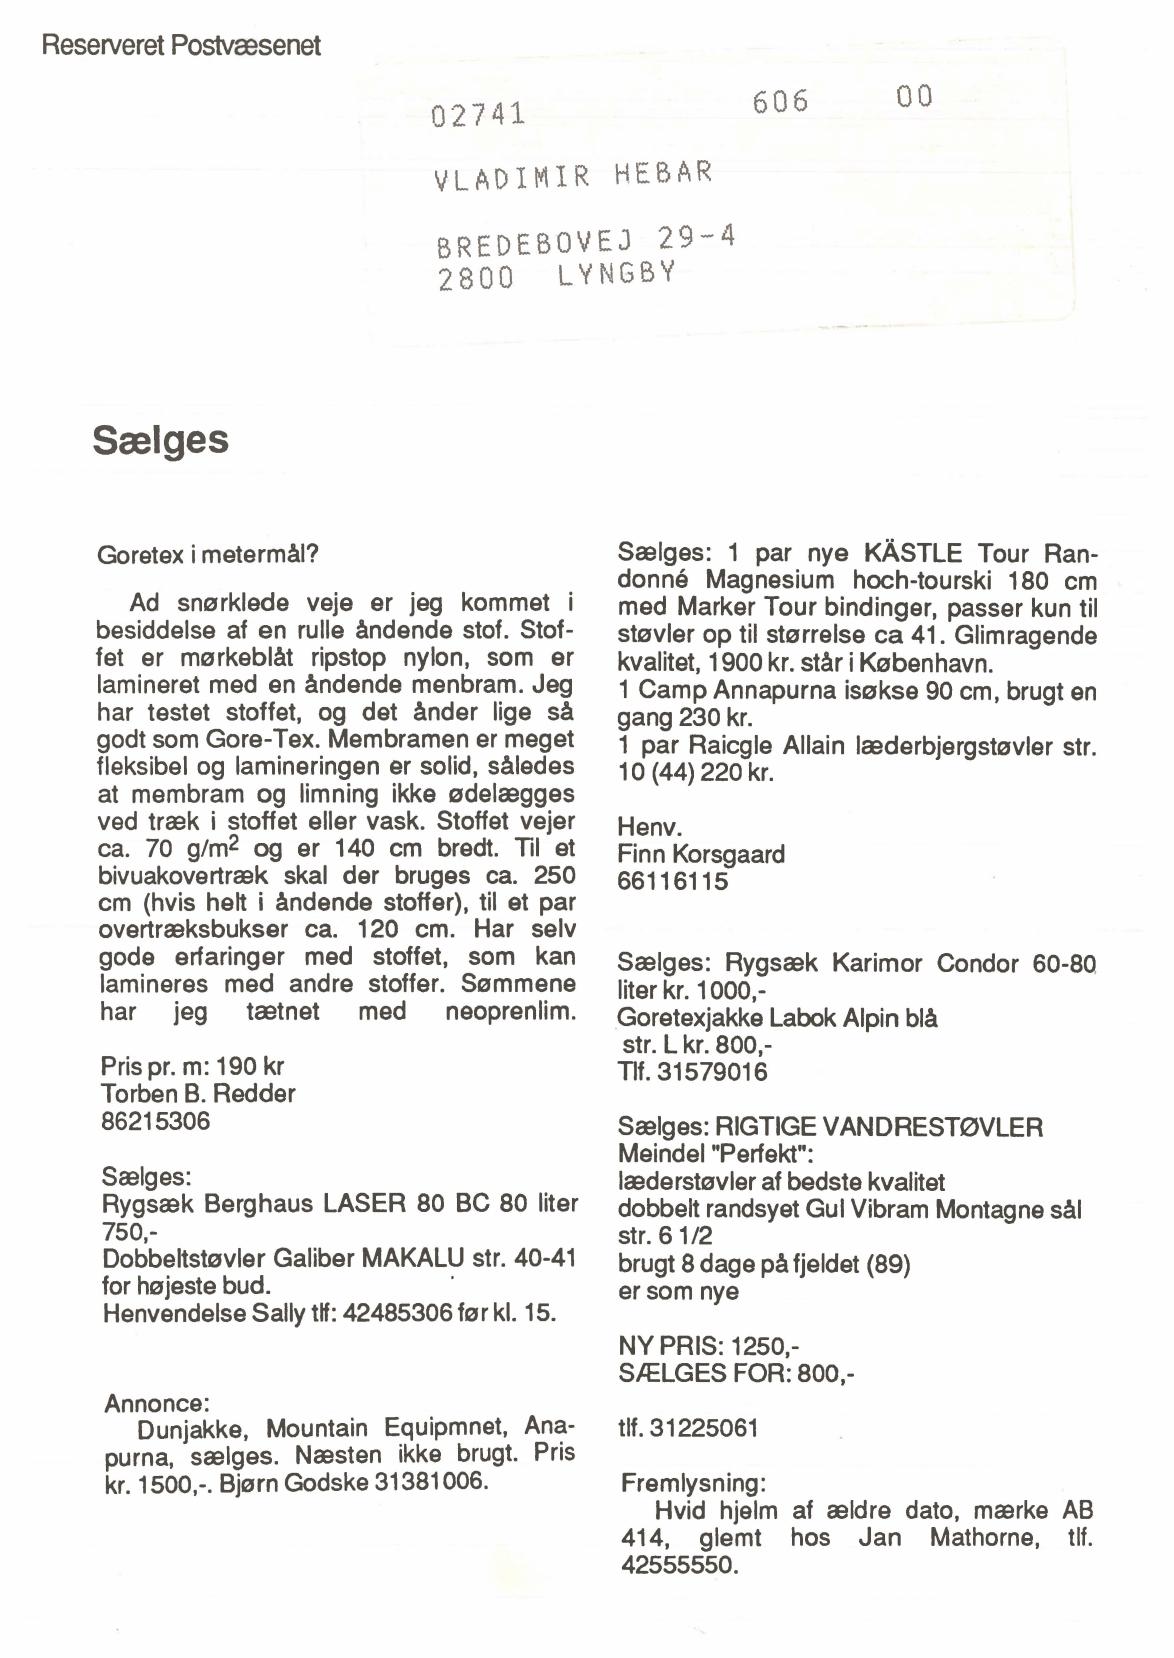 Reserveret Postvæsenet
02741 606 00
VLADIMIR HEBAR
BREDEBOVEJ 29-4
2800 LYNGBY
Sælges
Goretex i metermål?
Ad snørklede veje er jeg kommet i
besiddelse af en rulle åndende stof. Stof-
fet er mørkeblåt ripstop nylon, som er
lamineret med en åndende menbram. Jeg
har testet stoffet, og det ånder lige så
godt som Gore-Tex. Membramen er meget
fleksibel og lamineringen er solid, således
at membram og limning ikke ødelægges
ved træk i stoffet eller vask. Stoffet vejer
ca. 70 g/m² og er 140 cm bredt. Til et
bivuakovertræk skal der bruges ca. 250
cm (hvis helt i åndende stoffer), til et par
overtræksbukser ca. 120 cm. Har selv
gode erfaringer med stoffet, som kan
lamineres med andre stoffer. Sømmene
har jeg tætnet med neoprenlim.
Pris pr. m: 190 kr
Torben B. Redder
86215306
Sælges:
Rygsæk Berghaus LASER 80 BC 80 liter
750,-
Dobbeltstøvler Galiber MAKALU str. 40-41
for højeste bud.
Henvendelse Sally tlf: 42485306 før kl. 15.
Annonce:
Dunjakke, Mountain Equipmnet, Ana-
purna, sælges. Næsten ikke brugt. Pris
kr. 1500,-. Bjørn Godske 31381006.
Sælges: 1 par nye KÄSTLE Tour Ran-
donné Magnesium hoch-tourski 180 cm
med Marker Tour bindinger, passer kun til
støvler op til størrelse ca 41. Glimragende
kvalitet, 1900 kr. står i København.
1 Camp Annapurna isøkse 90 cm, brugt en
gang 230 kr.
1 par Raicgle Allain læderbjergstøvler str.
10 (44) 220 kr.
Henv.
Finn Korsgaard
66116115
Sælges: Rygsæk Karimor Condor 60-80
liter kr. 1000,-
Goretexjakke Labok Alpin blå
str. L kr. 800,-
Tlf. 31579016
Sælges: RIGTIGE VANDRESTØVLER
Meindel "Perfekt":
læderstøvler af bedste kvalitet
dobbelt randsyet Gul Vibram Montagne sål
str. 6 1/2
brugt 8 dage på fjeldet (89)
er som nye
NY PRIS: 1250,-
SÆLGES FOR: 800,-
tlf. 31225061
Fremlysning:
Hvid hjelm af ældre dato, mærke AB
414, glemt hos Jan Mathorne, tlf.
42555550.